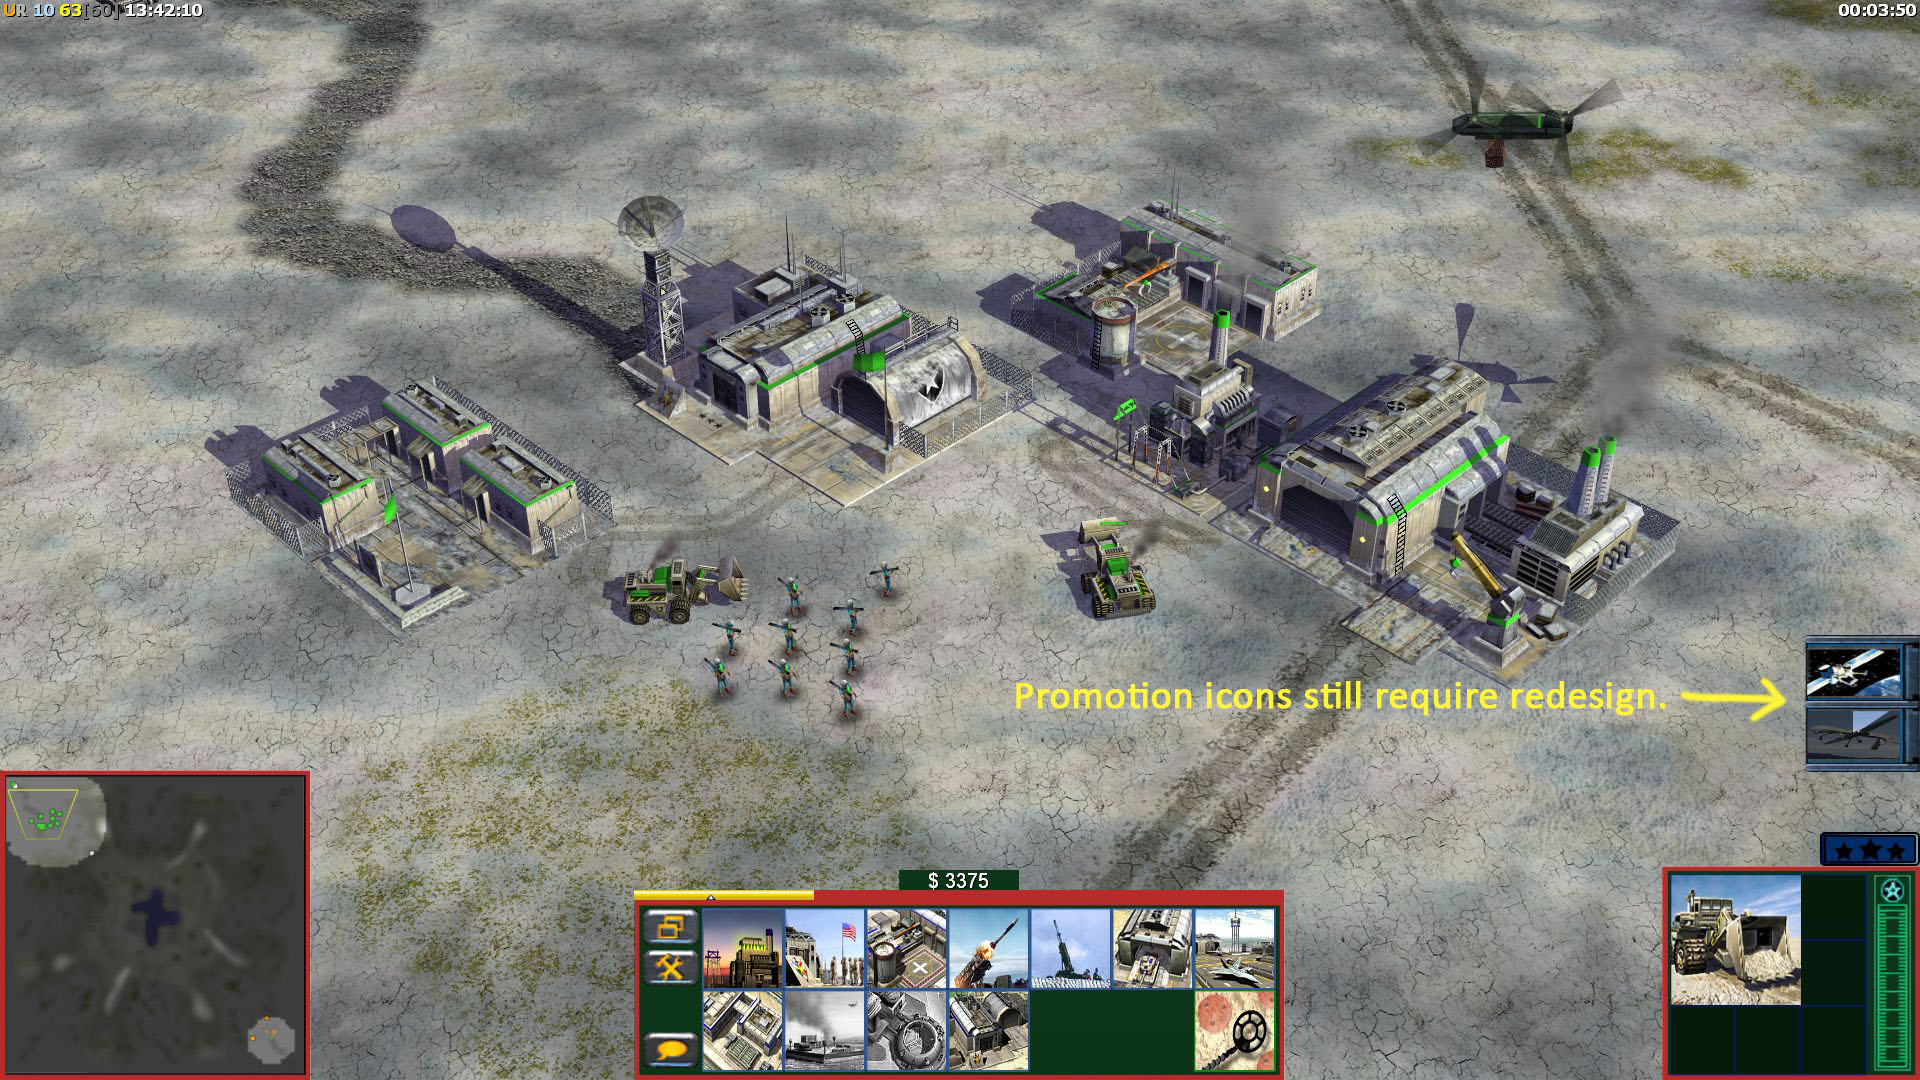 UR 10 63[60] 13:42:10
00:03:50
Promotion icons still require redesign.
$ 3375